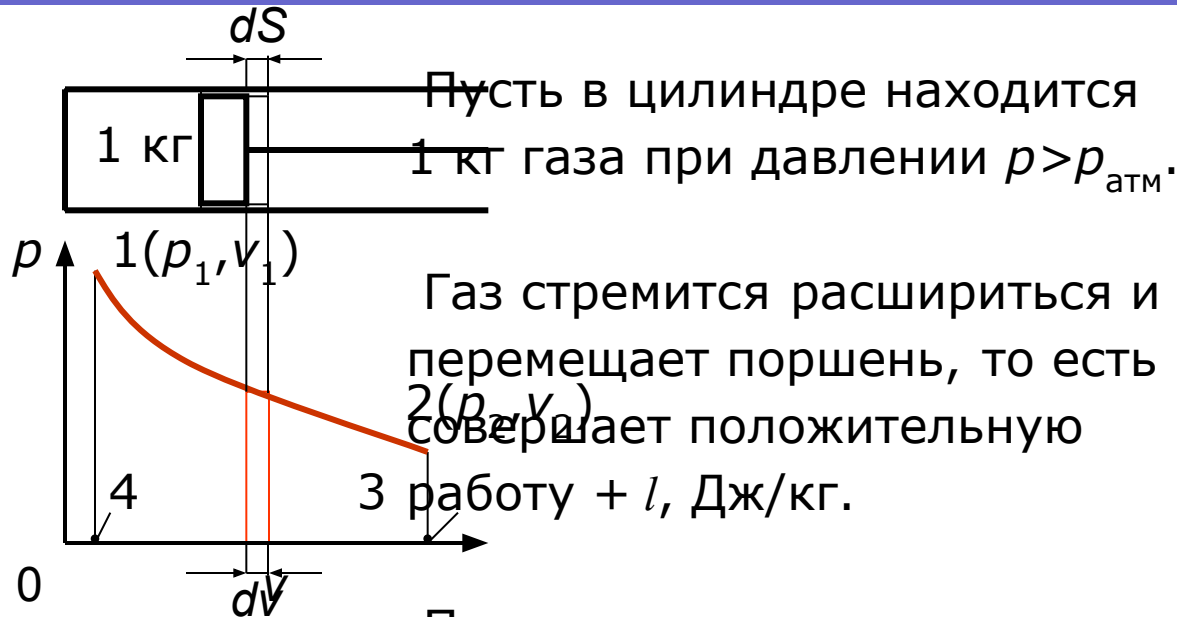 dS
Пусть в цилиндре находится
1 кг
1 кг газа при давлении p>pатм.
p
1(p1,v1)
Газ стремится расшириться и
перемещает поршень, то есть
2(p2,v2)
совершает положительную
4
3
работу + l, Дж/кг.
0
dv
v